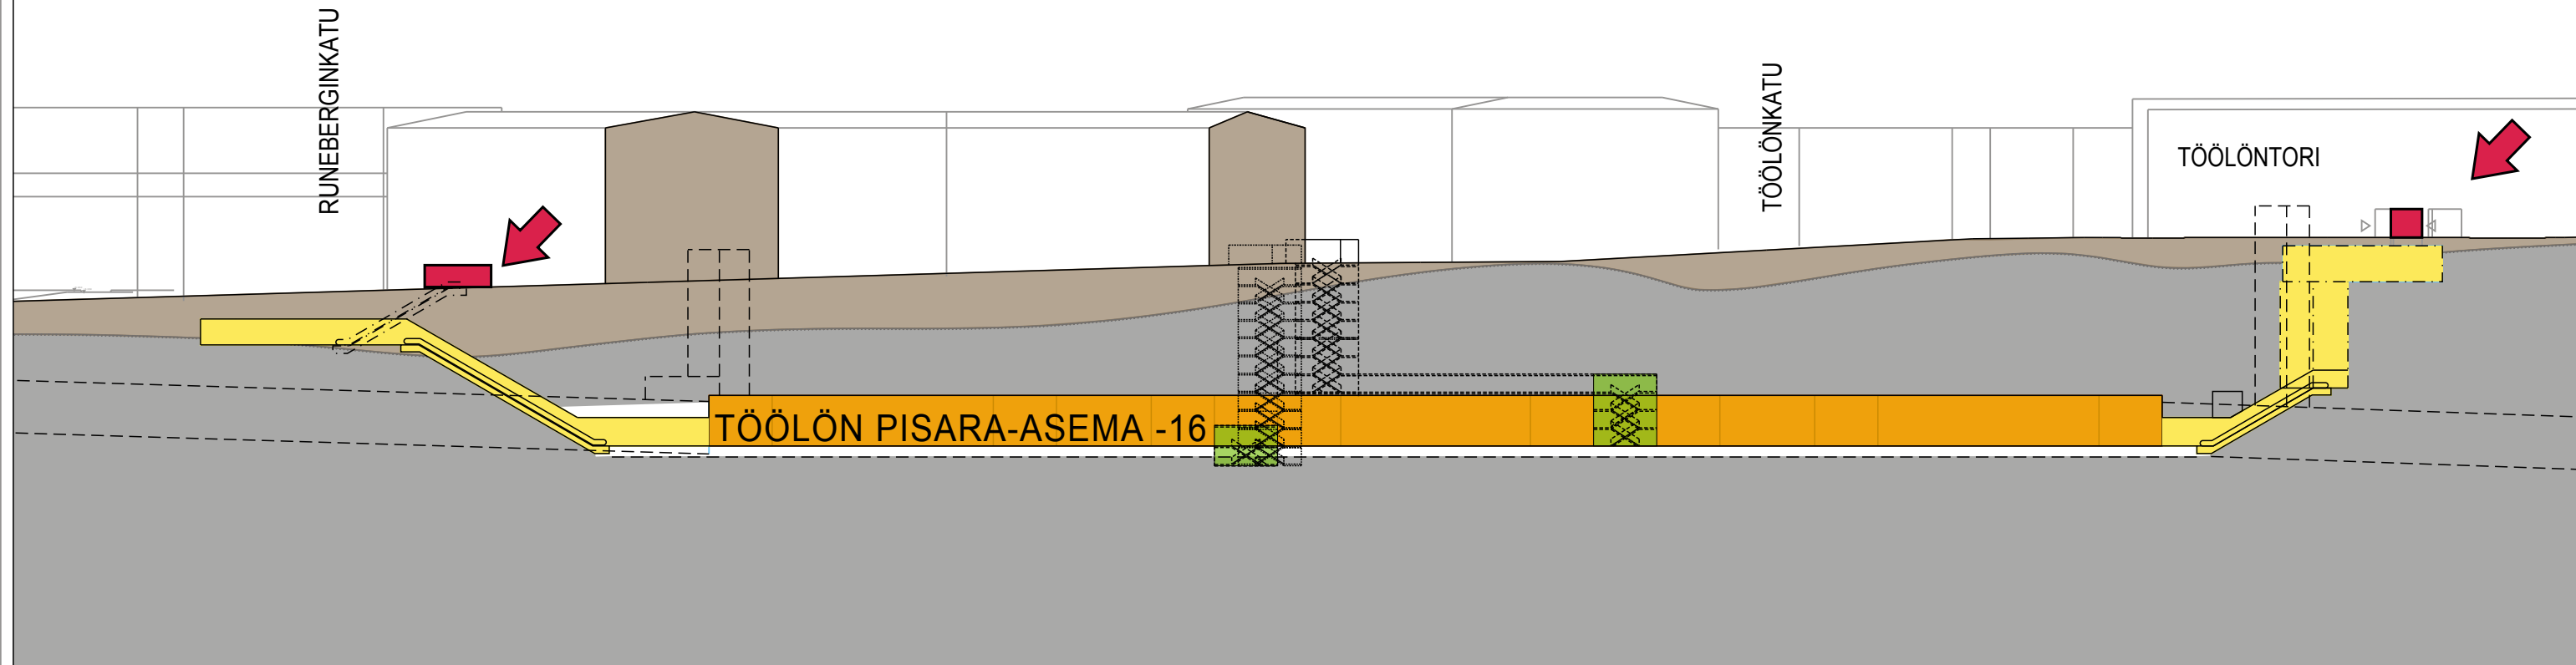 RUNEBERGINKATU
TÖÖLÖNKATU
TÖÖLÖNTORI
TÖÖLÖN PISARA-ASEMA -16